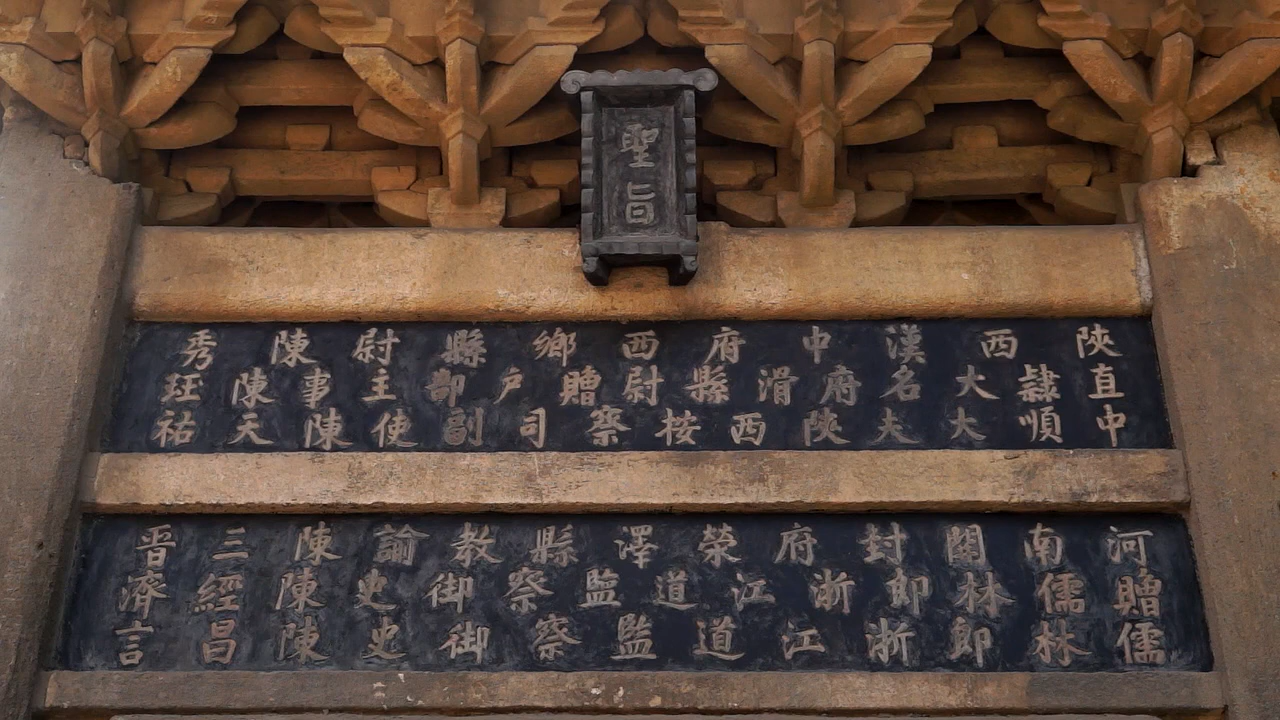 聖旨
陝西漢中府西鄉縣尉陳秀
直隸大名府滑縣尉贈户部主事陳珏
中順大夫陝西按察司副使陳天祐
河南開封府榮澤縣教諭陳三晋
贈儒林郎浙江道監察御史陳經濟
儒林郎浙江道監察御史陳昌言